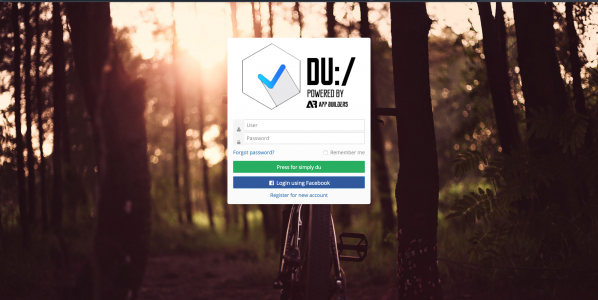 DU:/
POWERED BY
AB APP BUILDERS
User
Password
Forgot password?
Remember me
Press for simply du
Login using Facebook
Register for new account